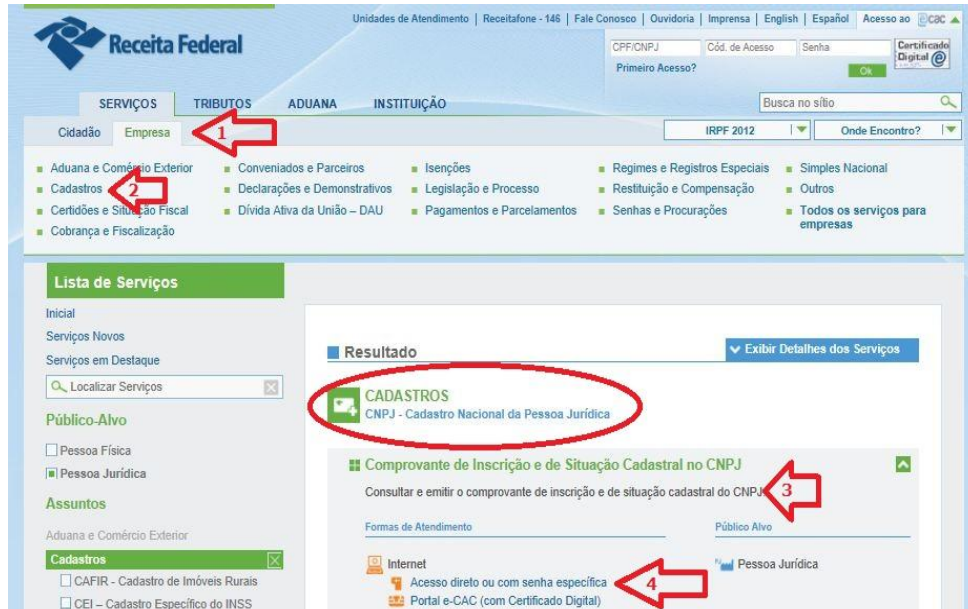 Unidades de Atendimento | Receitafone - 146 | Fale Conosco | Ouvidoria | Imprensa | English | Español Acesso ao eCAC
Receita Federal
CPF/CNPJ Cód. de Acesso Senha Certificado Digital
Primeiro Acesso? Ok
SERVIÇOS TRIBUTOS ADUANA INSTITUIÇÃO Busca no sítio
Cidadão Empresa 1 IRPF 2012 Onde Encontro?
Aduana e Comércio Exterior Conveniados e Parceiros Isenções Regimes e Registros Especiais Simples Nacional
Cadastros 2 Declarações e Demonstrativos Legislação e Processo Restituição e Compensação Outros
Certidões e Situação Fiscal Dívida Ativa da União – DAU Pagamentos e Parcelamentos Senhas e Procurações Todos os serviços para
empresas
Cobrança e Fiscalização
Lista de Serviços
Inicial
Serviços Novos
Serviços em Destaque
Localizar Serviços
Público-Alvo
Pessoa Física
Pessoa Jurídica
Assuntos
Aduana e Comércio Exterior
Cadastros
CAFIR - Cadastro de Imóveis Rurais
CEI – Cadastro Específico do INSS
Resultado Exibir Detalhes dos Serviços
CADASTROS
CNPJ - Cadastro Nacional da Pessoa Jurídica
Comprovante de Inscrição e de Situação Cadastral no CNPJ
Consultar e emitir o comprovante de inscrição e de situação cadastral do CNPJ 3
Formas de Atendimento Público Alvo
Internet Pessoa Jurídica
Acesso direto ou com senha específica 4
Portal e-CAC (com Certificado Digital)